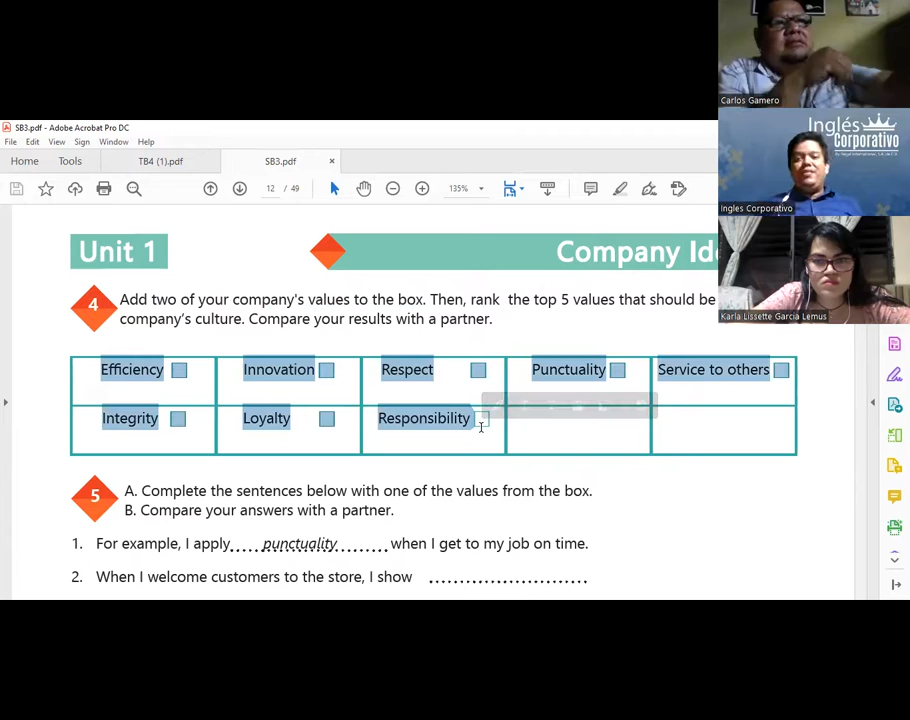 Carlos Gamero
Inglés
Corporativo
Ingles Corporativo
Karla Lissette Garcia Lemus
SB3.pdf - Adobe Acrobat Pro DC
File Edit View Sign Window Help
Home Tools TB4 (1).pdf SB3.pdf ×
12 / 49 135%
Unit 1 Company Ide
4 Add two of your company's values to the box. Then, rank the top 5 values that should be
company's culture. Compare your results with a partner.
Efficiency Innovation Respect Punctuality Service to others
Integrity Loyalty Responsibility
5 A. Complete the sentences below with one of the values from the box.
B. Compare your answers with a partner.
1. For example, I apply.....punctuality.......... when I get to my job on time.
2. When I welcome customers to the store, I show ..........................